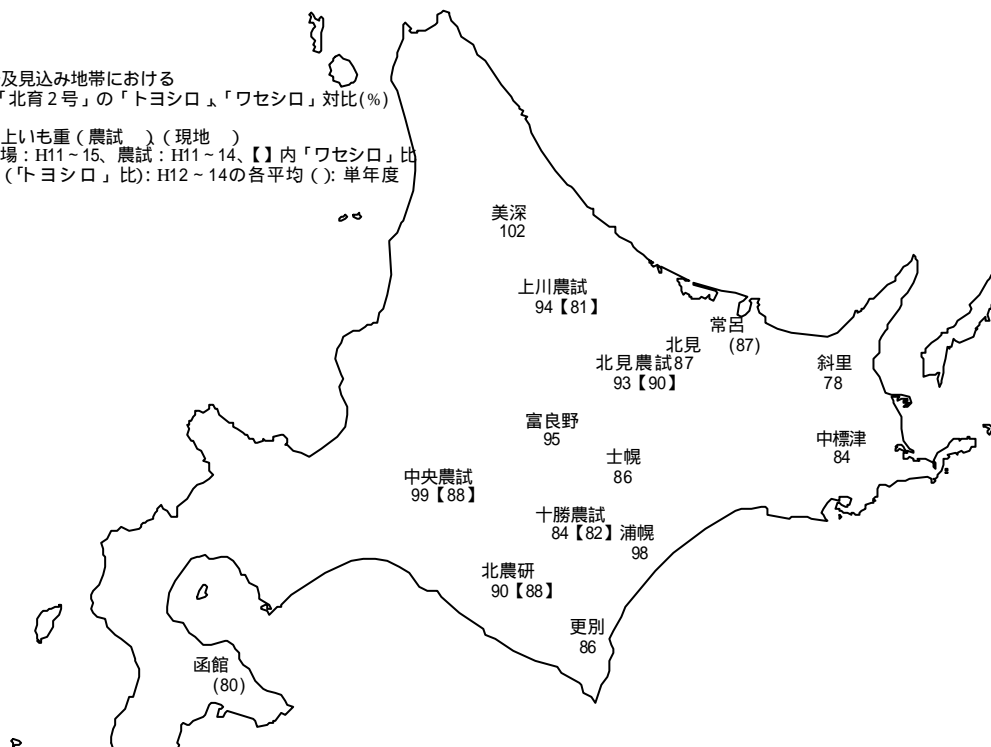 及見込み地帯における
「北育２号」の「トヨシロ」、「ワセシロ」対比(%)
上いも重（農試　）、（現地　）
場：H11～15、農試：H11～14、【】内「ワセシロ」比
（「トヨシロ」比）：H12～14の各平均 ( )：単年度
美深
102
上川農試
94【81】
常呂
(87)
北見
87
北見農試
93【90】
斜里
78
富良野
95
中標津
84
士幌
86
中央農試
99【88】
十勝農試
84【82】
浦幌
98
北農研
90【88】
更別
86
函館
(80)